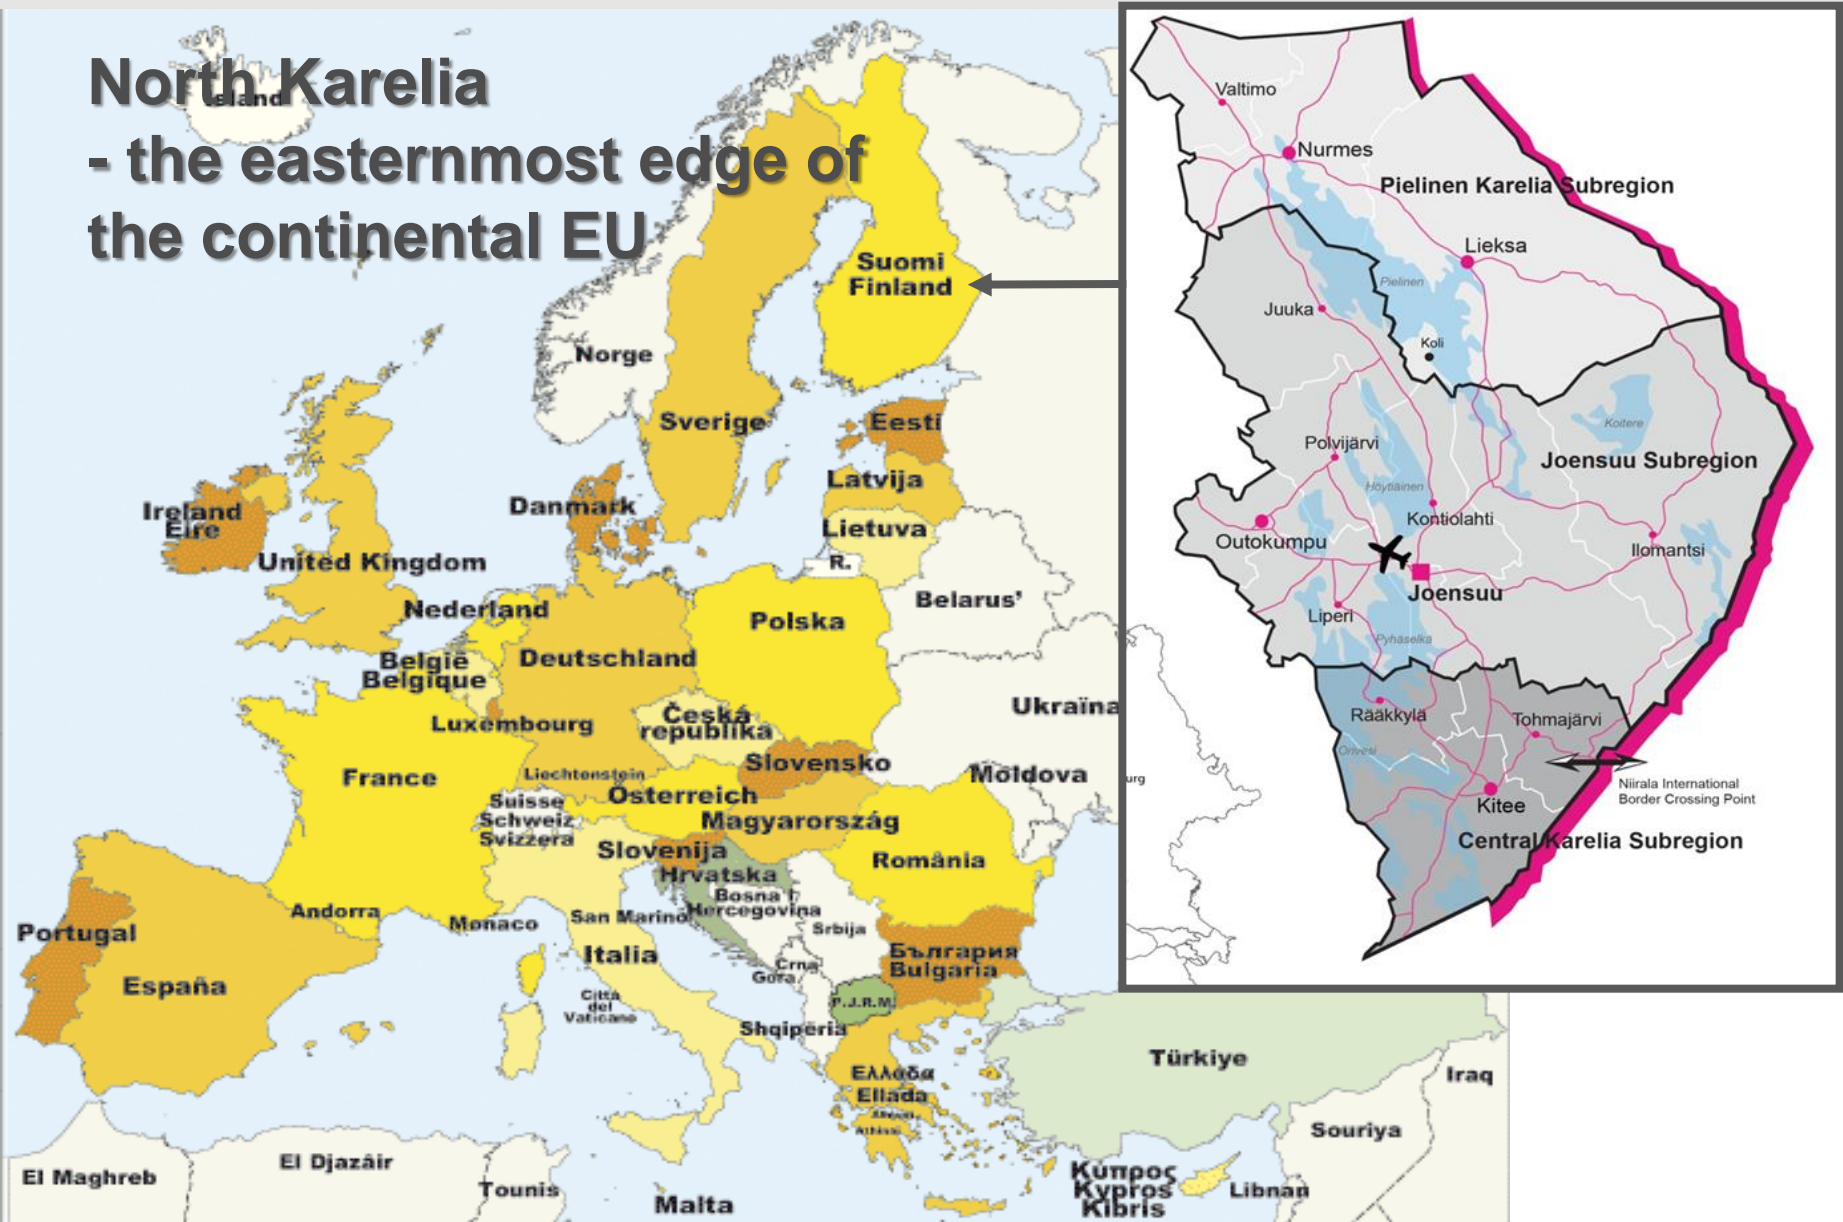 North Karelia
- the easternmost edge of
the continental EU
Island
Suomi
Finland
Norge
Sverige
Eesti
Latvija
Lietuva
R.
Danmark
Ireland
Eire
United Kingdom
Nederland
Belarus'
Polska
België
Belgique
Deutschland
Luxembourg
Česká
republika
Ukraïna
France
Liechtenstein
Slovensko
Moldova
Suisse
Schweiz
Svizzera
Österreich
Magyarország
Slovenija
România
Hrvatska
Bosna i
Hercegovina
Andorra
Monaco
San Marino
Srbija
Portugal
Italia
България
Bulgaria
Crna
Gora
España
Città
del
Vaticano
P.J.R.M.
Shqipëria
Türkiye
Ελλάδα
Ellada
Athinai
Iraq
Souriya
El Maghreb
El Djazâir
Tounis
Malta
Κύπρος
Kypros
Kibris
Libnan
Valtimo
Nurmes
Pielinen Karelia Subregion
Lieksa
Pielinen
Juuka
Koli
Koitere
Polvijärvi
Joensuu Subregion
Höytiäinen
Kontiolahti
Outokumpu
Ilomantsi
Joensuu
Liperi
Pyhäselkä
Rääkkylä
Tohmajärvi
Orivesi
Niirala International
Border Crossing Point
Kitee
Central Karelia Subregion
urg